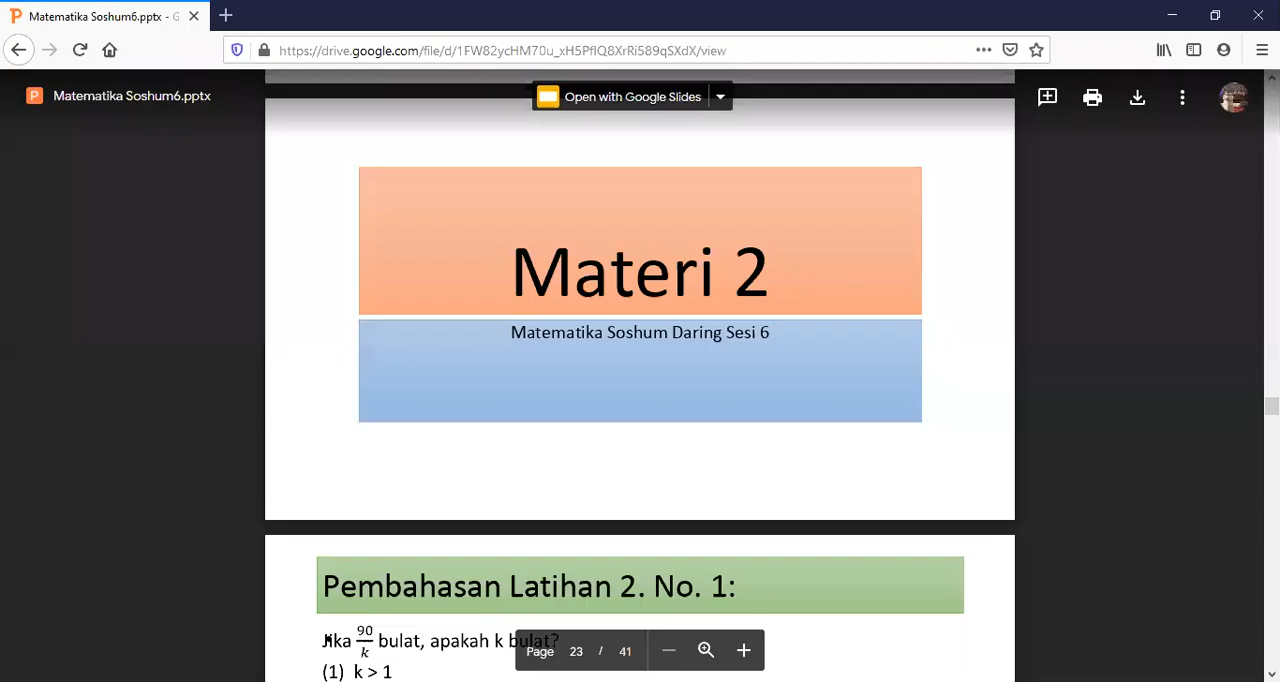 Matematika Soshum6.pptx - G
https://drive.google.com/file/d/1FW82ycHM70u_xH5PflQ8XrRi589qSXdX/view
Matematika Soshum6.pptx
Open with Google Slides
Materi 2
Matematika Soshum Daring Sesi 6
Pembahasan Latihan 2. No. 1:
Jika 90/k bulat, apakah k bulat?
(1) k > 1
Page 23 / 41